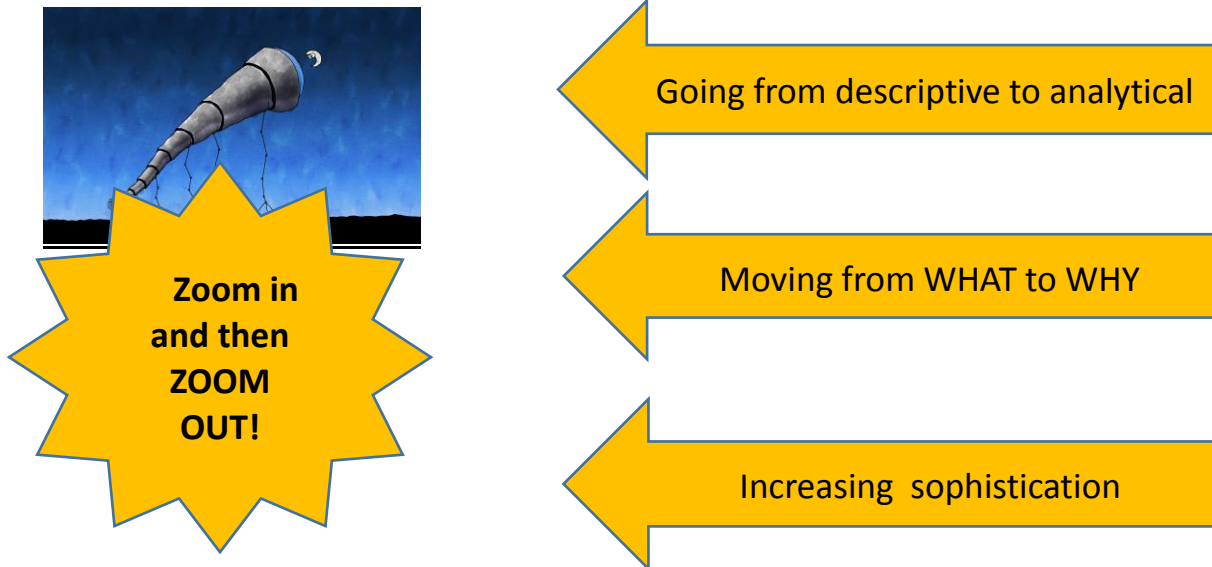 Going from descriptive to analytical
Moving from WHAT to WHY
Zoom in
and then
ZOOM
OUT!
Increasing sophistication